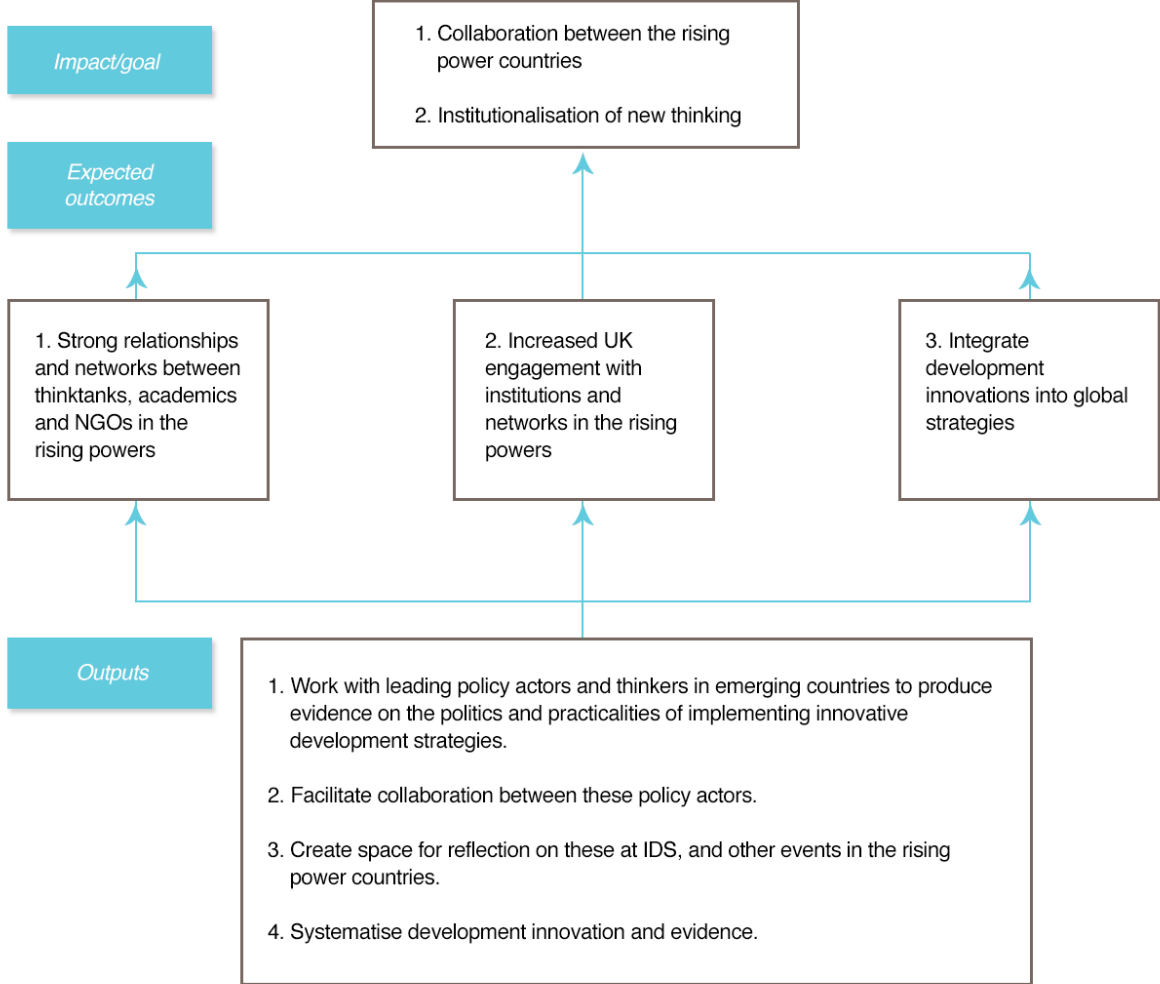 Impact/goal
1. Collaboration between the rising
power countries
2. Institutionalisation of new thinking
Expected
outcomes
1. Strong relationships
and networks between
thinktanks, academics
and NGOs in the
rising powers
2. Increased UK
engagement with
institutions and
networks in the rising
powers
3. Integrate
development
innovations into global
strategies
Outputs
1. Work with leading policy actors and thinkers in emerging countries to produce
evidence on the politics and practicalities of implementing innovative
development strategies.
2. Facilitate collaboration between these policy actors.
3. Create space for reflection on these at IDS, and other events in the rising
power countries.
4. Systematise development innovation and evidence.